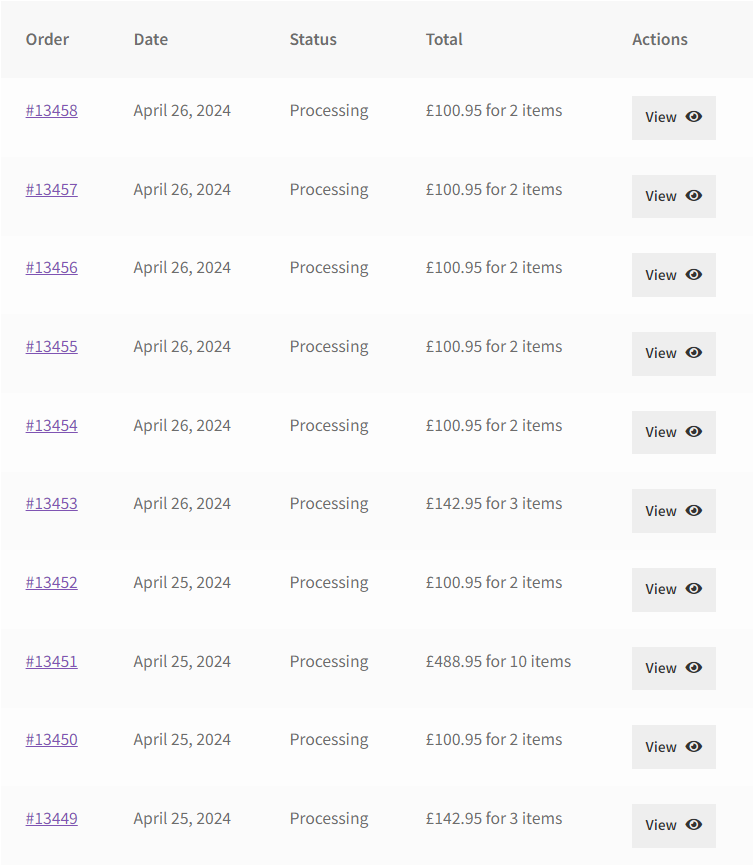 Order Date Status Total Actions
#13458 April 26, 2024 Processing £100.95 for 2 items View
#13457 April 26, 2024 Processing £100.95 for 2 items View
#13456 April 26, 2024 Processing £100.95 for 2 items View
#13455 April 26, 2024 Processing £100.95 for 2 items View
#13454 April 26, 2024 Processing £100.95 for 2 items View
#13453 April 26, 2024 Processing £142.95 for 3 items View
#13452 April 25, 2024 Processing £100.95 for 2 items View
#13451 April 25, 2024 Processing £488.95 for 10 items View
#13450 April 25, 2024 Processing £100.95 for 2 items View
#13449 April 25, 2024 Processing £142.95 for 3 items View